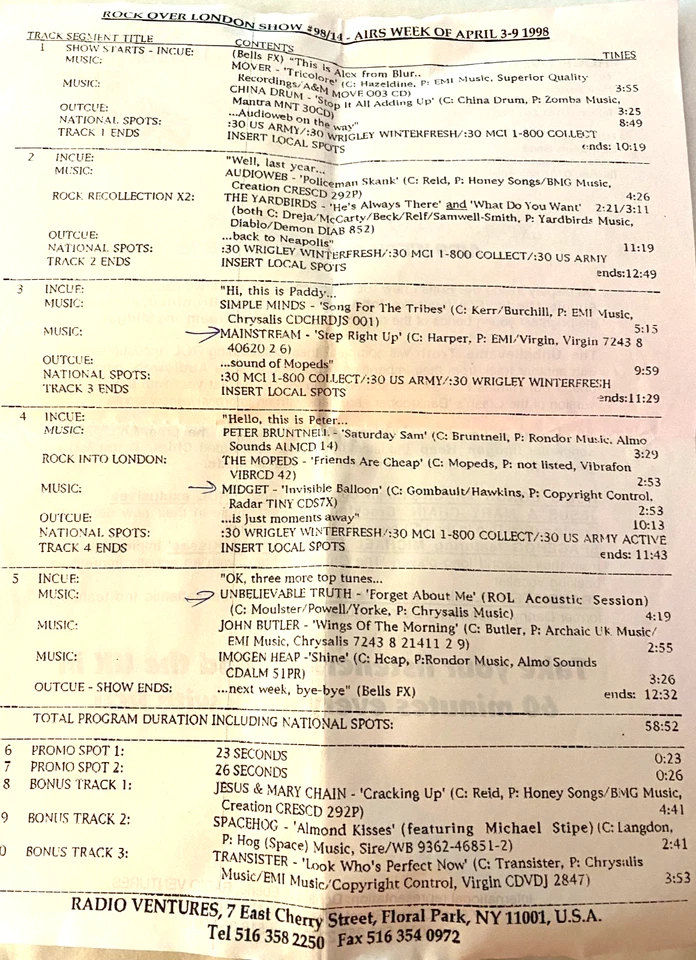 ROCK OVER LONDON SHOW #98/14 - AIRS WEEK OF APRIL 3-9 1998
TRACK SEGMENT TITLE CONTENTS TIMES
1 SHOW STARTS - INCUE: (Bells FX) "This is Alex from Blur..
MUSIC: MOVER - 'Tricolore' (C: Hazeldine, P: EMI Music, Superior Quality
Recordings/A&M MOVE 003 CD) 3:55
MUSIC: CHINA DRUM - 'Stop It All Adding Up' (C: China Drum, P: Zomba Music,
Mantra MNT 30CD) 3:25
OUTCUE: ...Audioweb on the way" 8:49
NATIONAL SPOTS: :30 US ARMY/:30 WRIGLEY WINTERFRESH/:30 MCI 1-800 COLLECT
TRACK 1 ENDS INSERT LOCAL SPOTS ends: 10:19
2 INCUE: "Well, last year...
MUSIC: AUDIOWEB - 'Policeman Skank' (C: Reid, P: Honey Songs/BMG Music,
Creation CRESCD 292P) 4:26
ROCK RECOLLECTION X2: THE YARDBIRDS - 'He's Always There' and 'What Do You Want' 2:21/3:11
(both C: Dreja/McCarty/Beck/Relf/Samwell-Smith, P: Yardbirds Music,
Diablo/Demon DIAB 852)
OUTCUE: ...back to Neapolis" 11:19
NATIONAL SPOTS: :30 WRIGLEY WINTERFRESH/:30 MCI 1-800 COLLECT/:30 US ARMY
TRACK 2 ENDS INSERT LOCAL SPOTS ends:12:49
3 INCUE: "Hi, this is Paddy...
MUSIC: SIMPLE MINDS - 'Song For The Tribes' (C: Kerr/Burchill, P: EMI Music,
Chrysalis CDCHRDJS 001) 5:15
MUSIC: MAINSTREAM - 'Step Right Up' (C: Harper, P: EMI/Virgin, Virgin 7243 8
40620 2 6)
OUTCUE: ...sound of Mopeds" 9:59
NATIONAL SPOTS: :30 MCI 1-800 COLLECT/:30 US ARMY/:30 WRIGLEY WINTERFRESH
TRACK 3 ENDS INSERT LOCAL SPOTS ends:11:29
4 INCUE: "Hello, this is Peter...
MUSIC: PETER BRUNTNELL - 'Saturday Sam' (C: Bruntnell, P: Rondor Music, Almo
Sounds ALMCD 14) 3:29
ROCK INTO LONDON: THE MOPEDS - 'Friends Are Cheap' (C: Mopeds, P: not listed, Vibrafon
VIBRCD 42) 2:53
MUSIC: MIDGET - 'Invisible Balloon' (C: Gombault/Hawkins, P: Copyright Control,
Radar TINY CDS7X) 2:53
OUTCUE: ...is just moments away" 10:13
NATIONAL SPOTS: :30 WRIGLEY WINTERFRESH/:30 MCI 1-800 COLLECT/:30 US ARMY ACTIVE
TRACK 4 ENDS INSERT LOCAL SPOTS ends: 11:43
5 INCUE: "OK, three more top tunes...
MUSIC: UNBELIEVABLE TRUTH - 'Forget About Me' (ROL Acoustic Session)
(C: Moulster/Powell/Yorke, P: Chrysalis Music) 4:19
MUSIC: JOHN BUTLER - 'Wings Of The Morning' (C: Butler, P: Archaic UK Music/
EMI Music, Chrysalis 7243 8 21411 2 9) 2:55
MUSIC: IMOGEN HEAP -'Shine' (C: Heap, P:Rondor Music, Almo Sounds
CDALM 51PR) 3:26
OUTCUE - SHOW ENDS: ...next week, bye-bye" (Bells FX) ends: 12:32
TOTAL PROGRAM DURATION INCLUDING NATIONAL SPOTS: 58:52
6 PROMO SPOT 1: 23 SECONDS 0:23
7 PROMO SPOT 2: 26 SECONDS 0:26
8 BONUS TRACK 1: JESUS & MARY CHAIN - 'Cracking Up' (C: Reid, P: Honey Songs/BMG Music,
Creation CRESCD 292P) 4:41
9 BONUS TRACK 2: SPACEHOG - 'Almond Kisses' (featuring Michael Stipe) (C: Langdon,
P: Hog (Space) Music, Sire/WB 9362-46851-2) 2:41
0 BONUS TRACK 3: TRANSISTER - 'Look Who's Perfect Now' (C: Transister, P: Chrysalis
Music/EMI Music/Copyright Control, Virgin CDVDJ 2847) 3:53
RADIO VENTURES, 7 East Cherry Street, Floral Park, NY 11001, U.S.A.
Tel 516 358 2250 Fax 516 354 0972